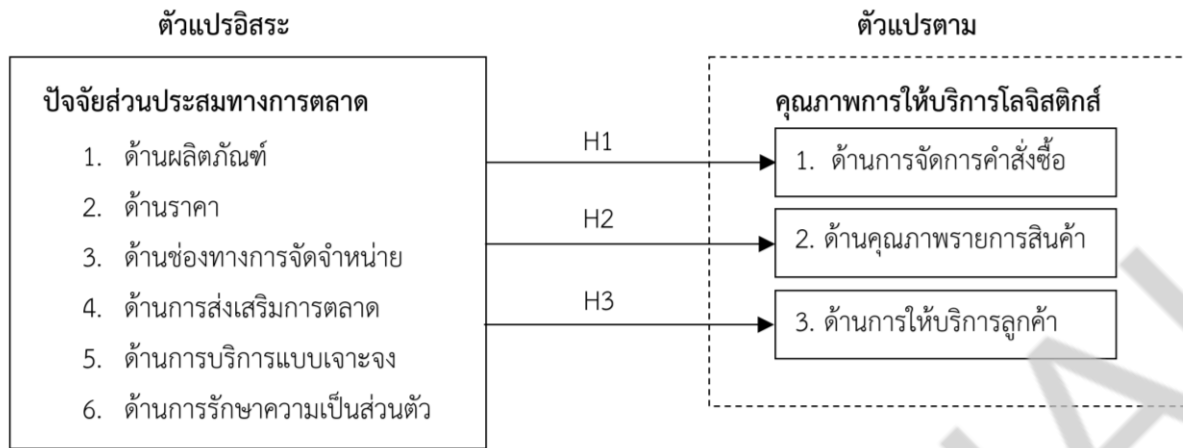 ตัวแปรอิสระ
ตัวแปรตาม
ปัจจัยส่วนประสมทางการตลาด
1. ด้านผลิตภัณฑ์
2. ด้านราคา
3. ด้านช่องทางการจัดจำหน่าย
4. ด้านการส่งเสริมการตลาด
5. ด้านการบริการแบบเจาะจง
6. ด้านการรักษาความเป็นส่วนตัว
H1
H2
H3
คุณภาพการให้บริการโลจิสติกส์
1. ด้านการจัดการคำสั่งซื้อ
2. ด้านคุณภาพรายการสินค้า
3. ด้านการให้บริการลูกค้า